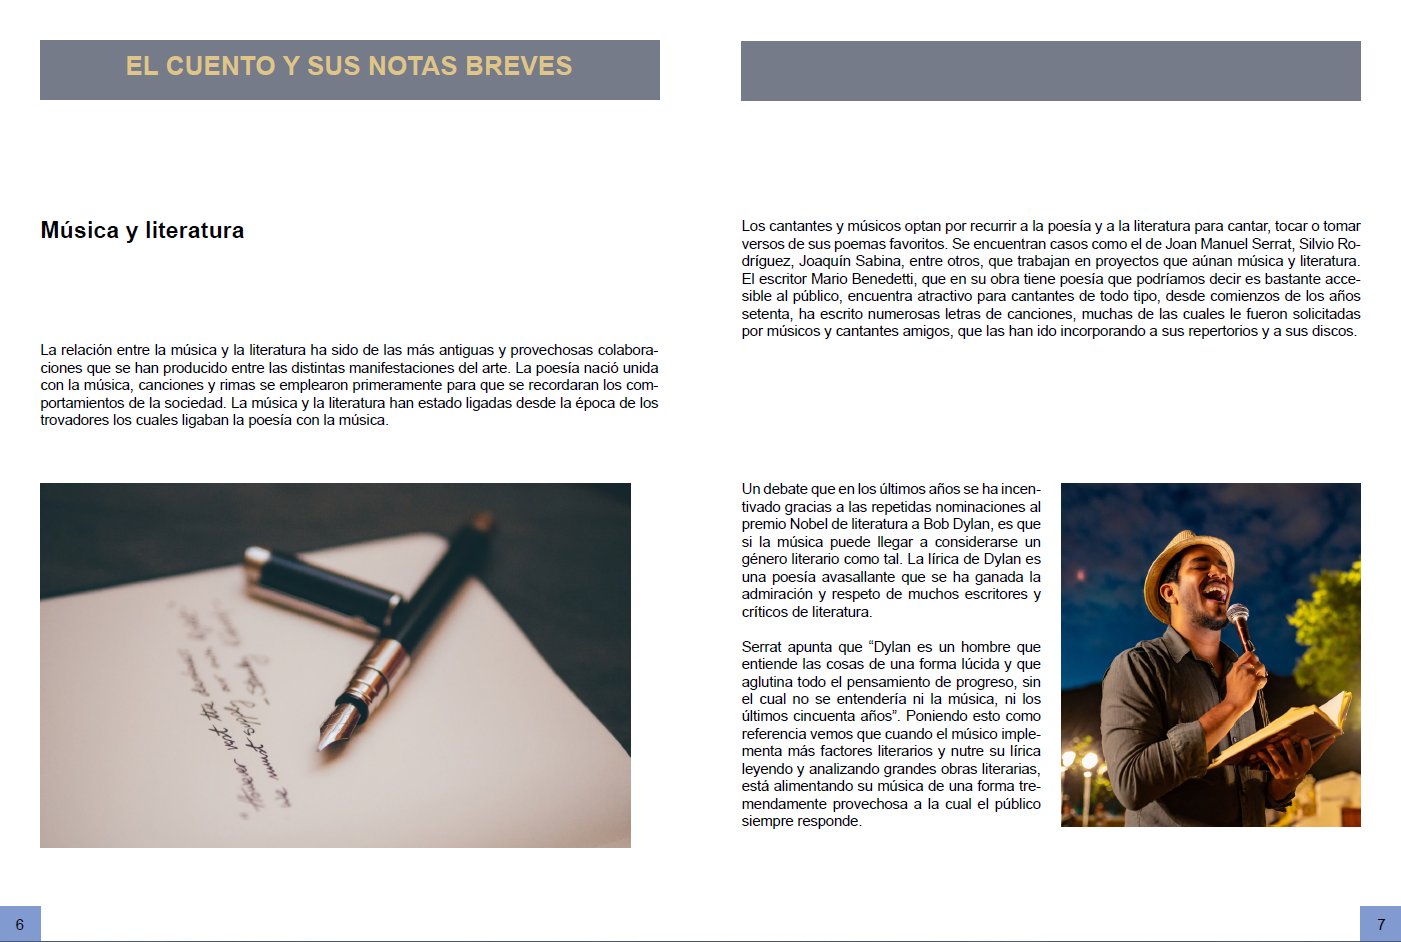 EL CUENTO Y SUS NOTAS BREVES
Música y literatura
La relación entre la música y la literatura ha sido de las más antiguas y provechosas colabora-
ciones que se han producido entre las distintas manifestaciones del arte. La poesía nació unida
con la música, canciones y rimas se emplearon primeramente para que se recordaran los com-
portamientos de la sociedad. La música y la literatura han estado ligadas desde la época de los
trovadores los cuales ligaban la poesía con la música.
6
Los cantantes y músicos optan por recurrir a la poesía y a la literatura para cantar, tocar o tomar
versos de sus poemas favoritos. Se encuentran casos como el de Joan Manuel Serrat, Silvio Ro-
dríguez, Joaquín Sabina, entre otros, que trabajan en proyectos que aúnan música y literatura.
El escritor Mario Benedetti, que en su obra tiene poesía que podríamos decir es bastante acce-
sible al público, encuentra atractivo para cantantes de todo tipo, desde comienzos de los años
setenta, ha escrito numerosas letras de canciones, muchas de las cuales le fueron solicitadas
por músicos y cantantes amigos, que las han ido incorporando a sus repertorios y a sus discos.
Un debate que en los últimos años se ha incen-
tivado gracias a las repetidas nominaciones al
premio Nobel de literatura a Bob Dylan, es que
si la música puede llegar a considerarse un
género literario como tal. La lírica de Dylan es
una poesía avasallante que se ha ganada la
admiración y respeto de muchos escritores y
críticos de literatura.
Serrat apunta que “Dylan es un hombre que
entiende las cosas de una forma lúcida y que
aglutina todo el pensamiento de progreso, sin
el cual no se entendería ni la música, ni los
últimos cincuenta años”. Poniendo esto como
referencia vemos que cuando el músico imple-
menta más factores literarios y nutre su lírica
leyendo y analizando grandes obras literarias,
está alimentando su música de una forma tre-
mendamente provechosa a la cual el público
siempre responde.
7